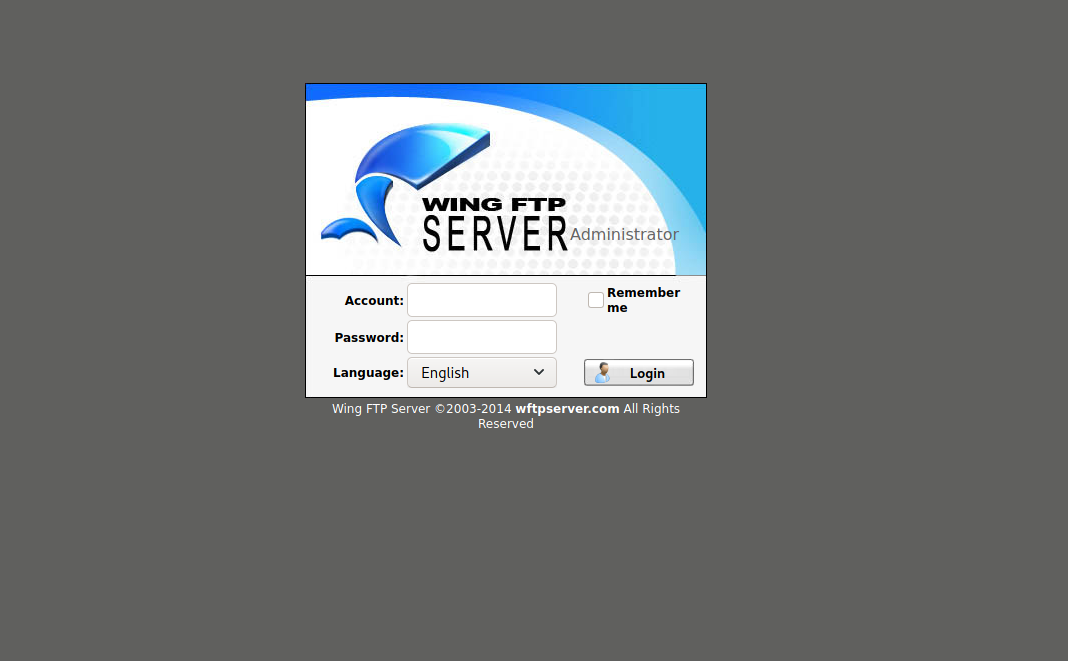 WING FTP
SERVER Administrator
Account:
Remember
me
Password:
Language: English
Login
Wing FTP Server ©2003-2014 wftpserver.com All Rights
Reserved